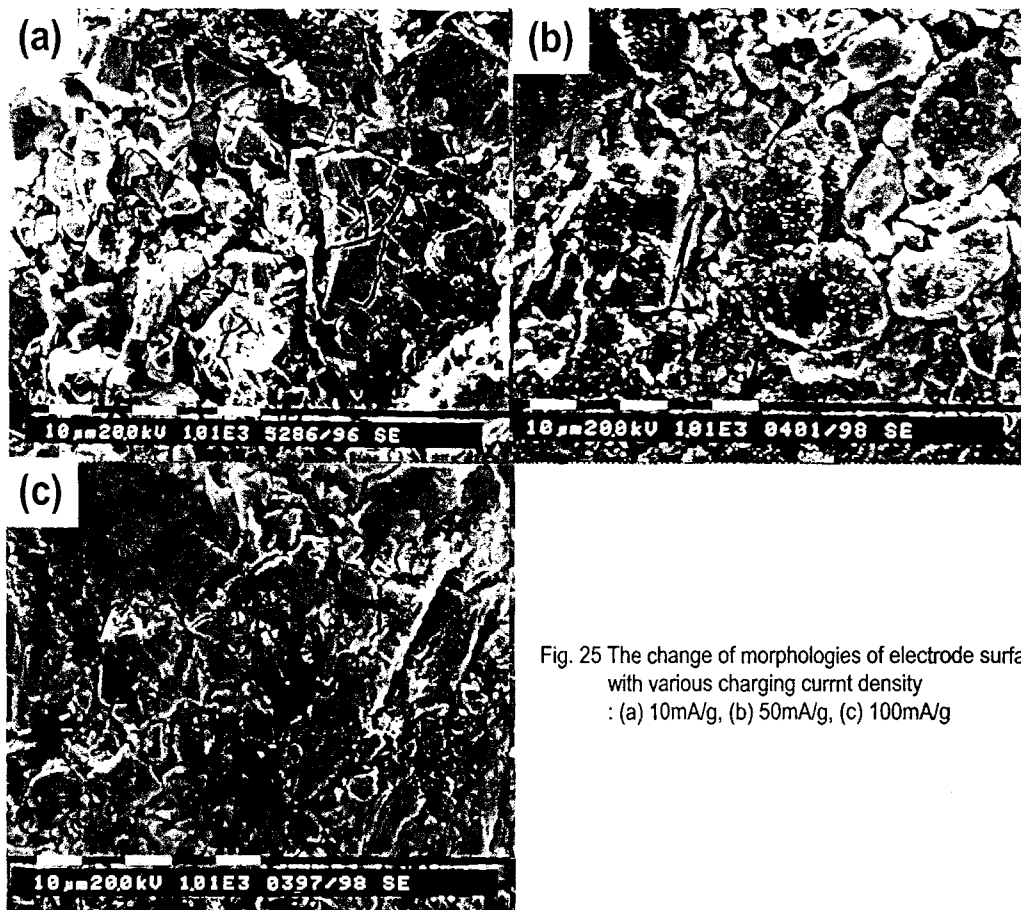 (a)
(b)
10µm20.0kV 1.01E3 5286/96 SE
10µm20.0kV 1.01E3 0401/98 SE
(c)
10µm20.0kV 1.01E3 0397/98 SE
Fig. 25 The change of morphologies of electrode surfa
with various charging currnt density
: (a) 10mA/g, (b) 50mA/g, (c) 100mA/g